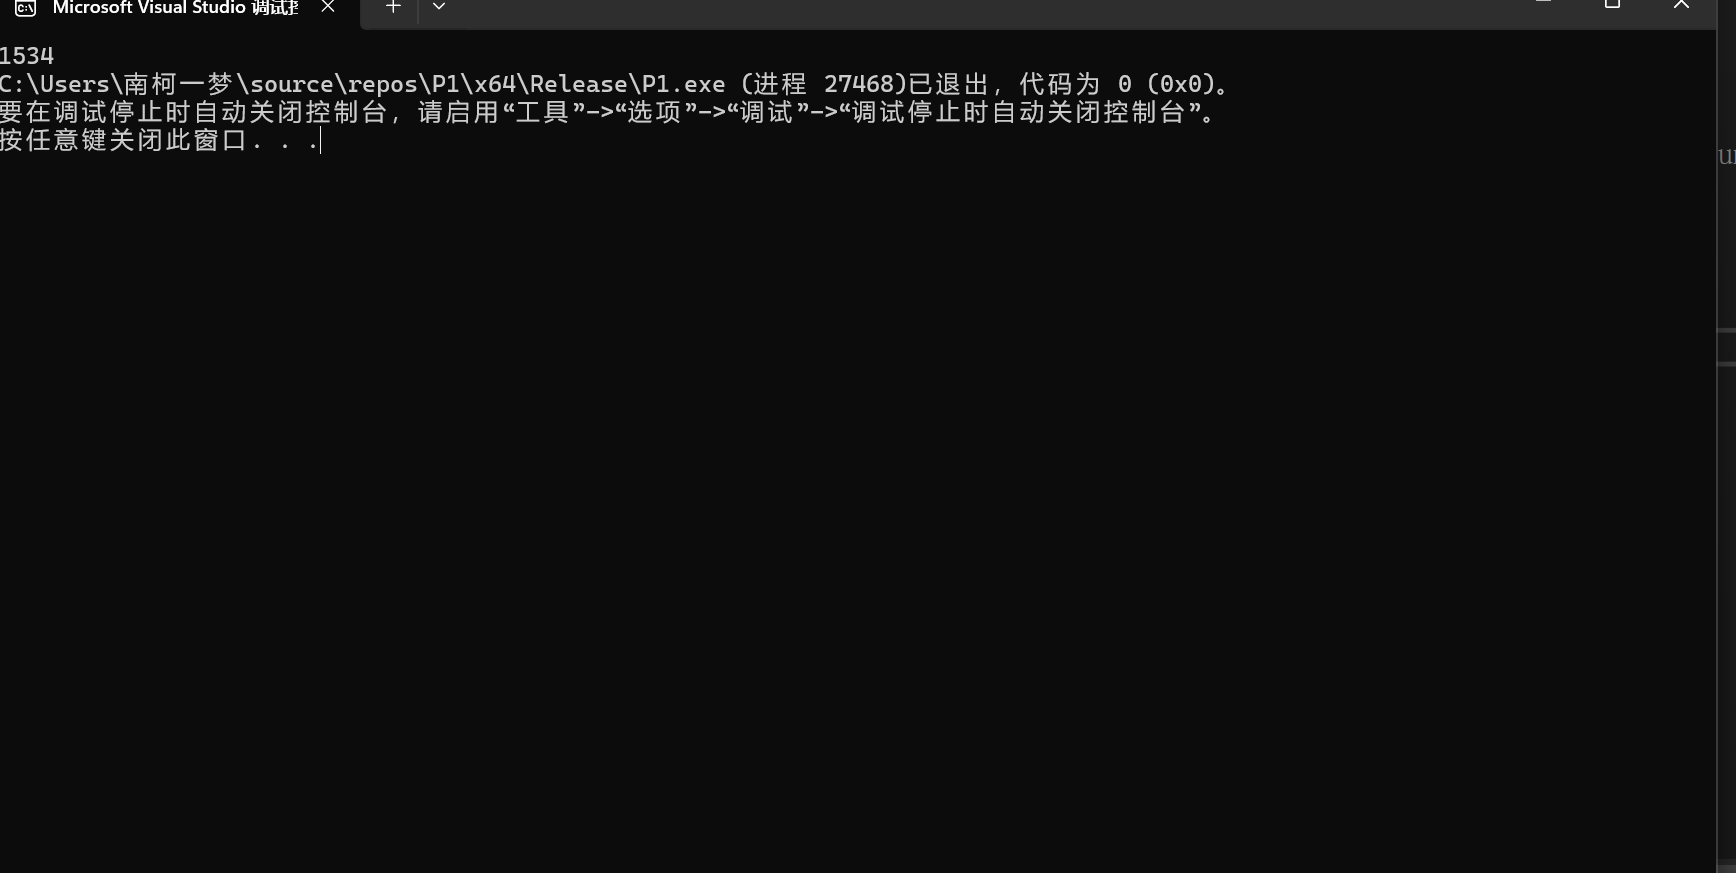 Microsoft Visual Studio 调试控
1534
C:\Users\南柯一梦\source\repos\P1\x64\Release\P1.exe (进程 27468)已退出，代码为 0 (0x0)。
要在调试停止时自动关闭控制台，请启用“工具”->“选项”->“调试”->“调试停止时自动关闭控制台”。
按任意键关闭此窗口. . .